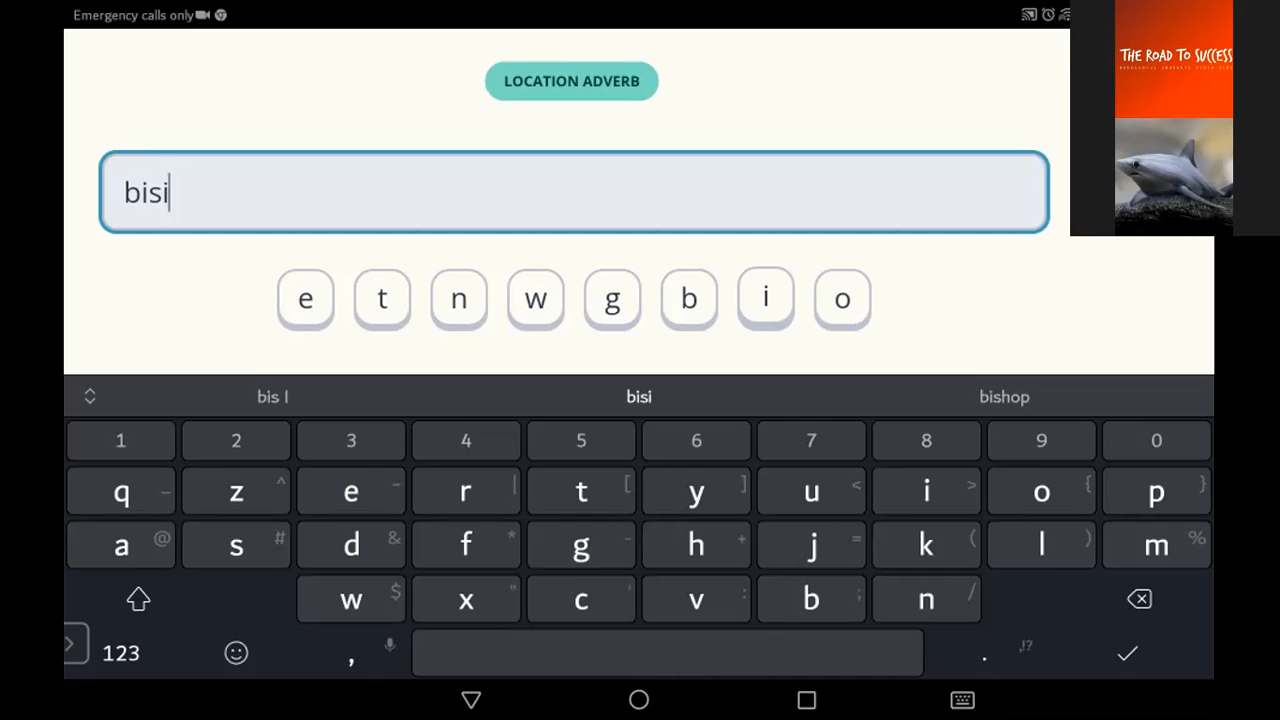 Emergency calls only
THE ROAD TO SUCCESS
LOCATION ADVERB
bisi
e t n w g b i o
bis I bisi bishop
1 2 3 4 5 6 7 8 9 0
q _ z ^ e ~ r | t [ y ] u < i > o { p }
a @ s # d & f * g - h + j = k ( l ) m %
w $ x " c ' v : b ; n /
123 , . ,!?